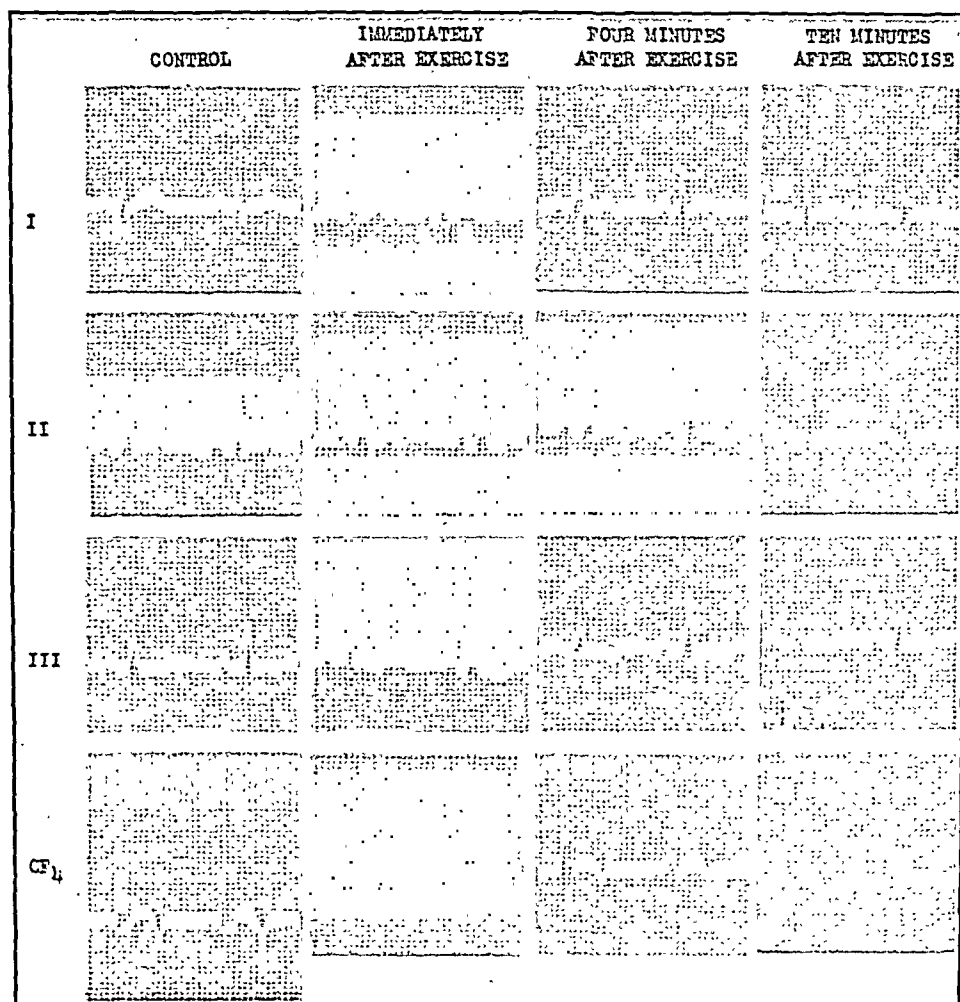 CONTROL
IMMEDIATELY AFTER EXERCISE
FOUR MINUTES AFTER EXERCISE
TEN MINUTES AFTER EXERCISE
I
II
III
CF4